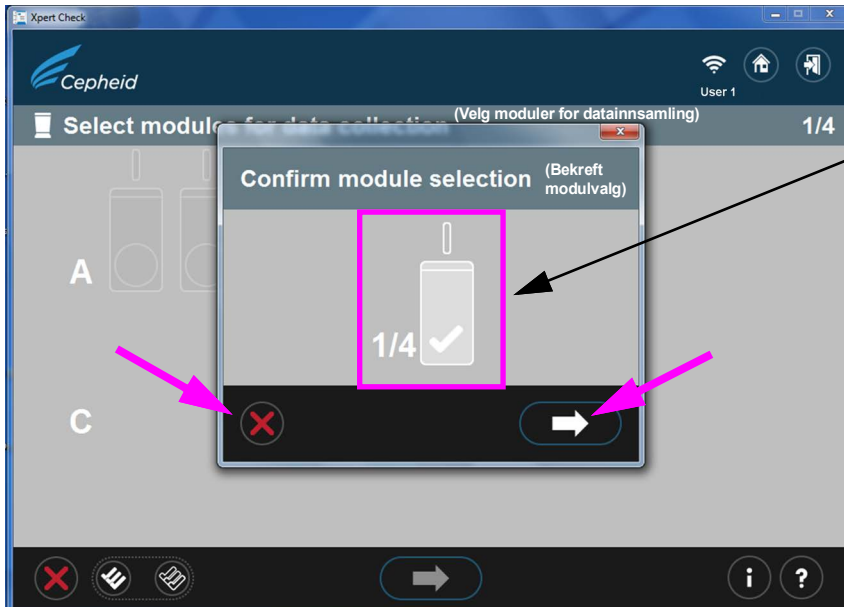 Xpert Check
Cepheid
User 1
Select modules for data collection (Velg moduler for datainnsamling) 1/4
Confirm module selection (Bekreft
modulvalg)
A
1/4
C
i ?